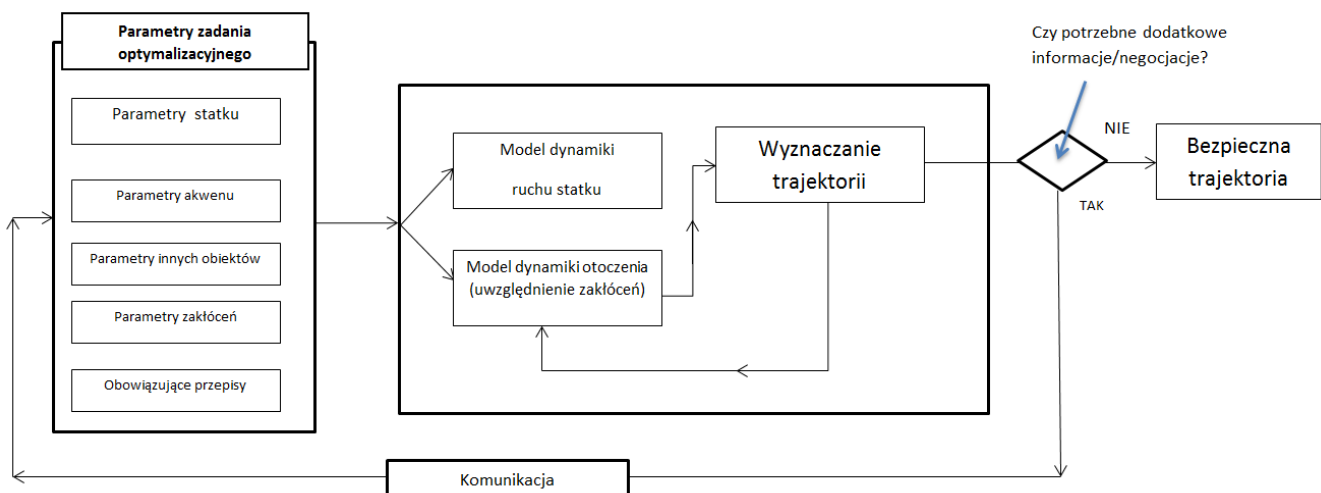 Parametry zadania
optymalizacyjnego
Parametry statku
Parametry akwenu
Parametry innych obiektów
Parametry zakłóceń
Obowiązujące przepisy
Model dynamiki
ruchu statku
Model dynamiki otoczenia
(uwzględnienie zakłóceń)
Wyznaczanie
trajektorii
Czy potrzebne dodatkowe
informacje/negocjacje?
NIE
TAK
Bezpieczna
trajektoria
Komunikacja